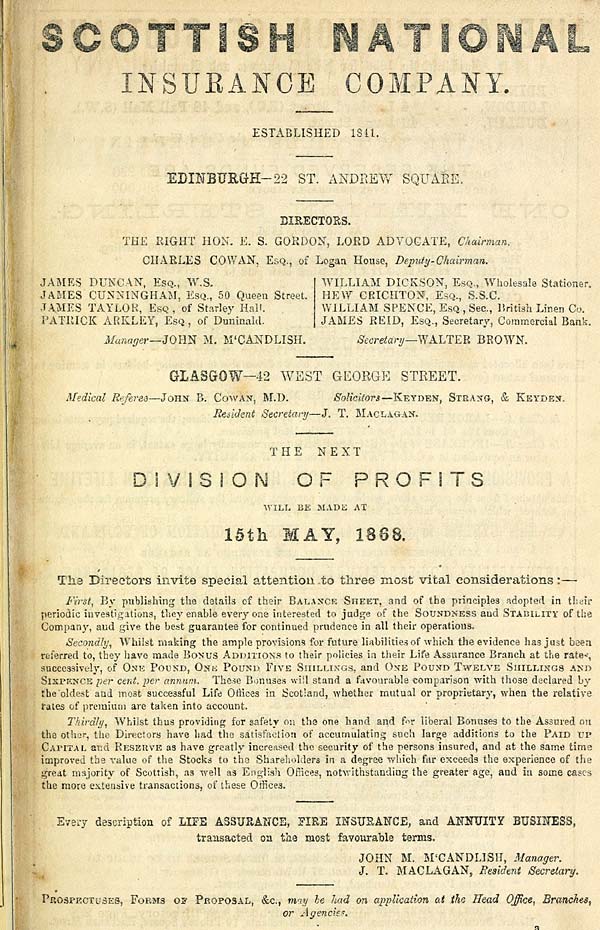 SCOTTISH NATIONAL
INSURANCE COMPANY.
ESTABLISHED 1841.
EDINBURGH—22 ST. ANDREW SQUARE.
DIRECTORS.
THE RIGHT HON. E. S. GORDON, LORD ADVOCATE, Chairman.
CHARLES COWAN, Esq., of Logan House, Deputy-Chairman.
JAMES DUNCAN, Esq., W.S.
JAMES CUNNINGHAM, Esq., 50 Queen Street.
JAMES TAYLOR, Esq, of Starley Hall.
PATRICK ARKLEY, Esq, of Duninald.
WILLIAM DICKSON, Esq., Wholesale Stationer.
HEW CRICHTON, Esq., S.S.C.
WILLIAM SPENCE, Esq, Sec., British Linen Co.
JAMES REID, Esq., Secretary, Commercial Bank.
Manager—JOHN M. M'CANDLISH. Secretary—WALTER BROWN.
GLASGOW—42 WEST GEORGE STREET.
Medical Referee—John B. Cowan, M.D. Solicitors—Keyden, Strang, & Keyden.
Resident Secretary—J. T. Maclagan.
THE NEXT
DIVISION OF PROFITS
WILL BE MADE AT
15th MAY, 1868.
The Directors invite special attention to three most vital considerations:—
First, By publishing the details of their Balance Sheet, and of the principles adopted in their
periodic investigations, they enable every one interested to judge of the Soundness and Stability of the
Company, and give the best guarantee for continued prudence in all their operations.
Secondly, Whilst making the ample provisions for future liabilities of which the evidence has just been
referred to, they have made Bonus Additions to their policies in their Life Assurance Branch at the rates,
successively, of One Pound, One Pound Five Shillings, and One Pound Twelve Shillings and
Sixpence per cent. per annum. These Bonuses will stand a favourable comparison with those declared by
the oldest and most successful Life Offices in Scotland, whether mutual or proprietary, when the relative
rates of premium are taken into account.
Thirdly, Whilst thus providing for safety on the one hand and for liberal Bonuses to the Assured on
the other, the Directors have had the satisfaction of accumulating such large additions to the Paid up
Capital and Reserve as have greatly increased the security of the persons insured, and at the same time
improved the value of the Stocks to the Shareholders in a degree which far exceeds the experience of the
great majority of Scottish, as well as English Offices, notwithstanding the greater age, and in some cases
the more extensive transactions, of these Offices.
Every description of LIFE ASSURANCE, FIRE INSURANCE, and ANNUITY BUSINESS,
transacted on the most favourable terms.
JOHN M. M'CANDLISH, Manager.
J. T. MACLAGAN, Resident Secretary.
Prospectuses, Forms of Proposal, &c., may be had on application at the Head Office, Branches,
or Agencies.
a